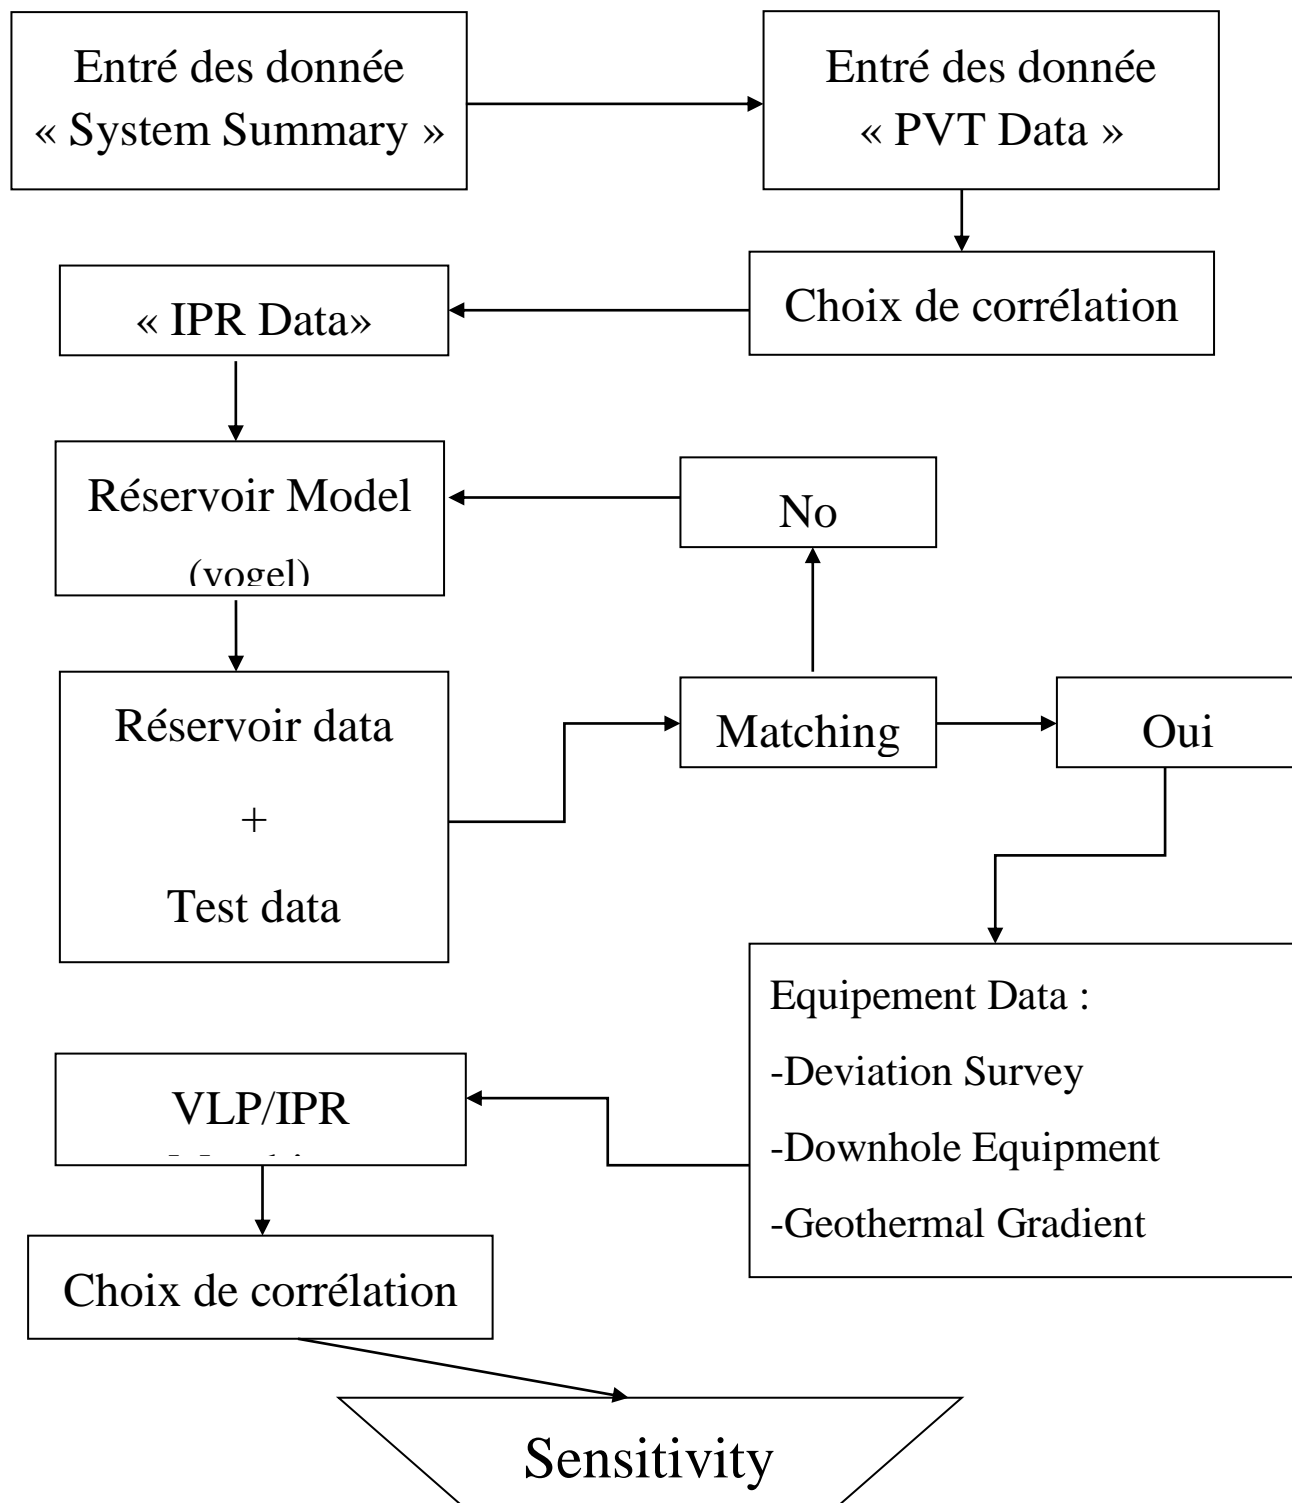 Entré des donnée
« System Summary »
Entré des donnée
« PVT Data »
Choix de corrélation
« IPR Data»
Réservoir Model
(vogel)
No
Réservoir data
+
Test data
Matching
Oui
Equipement Data :
-Deviation Survey
-Downhole Equipment
-Geothermal Gradient
VLP/IPR
Choix de corrélation
Sensitivity